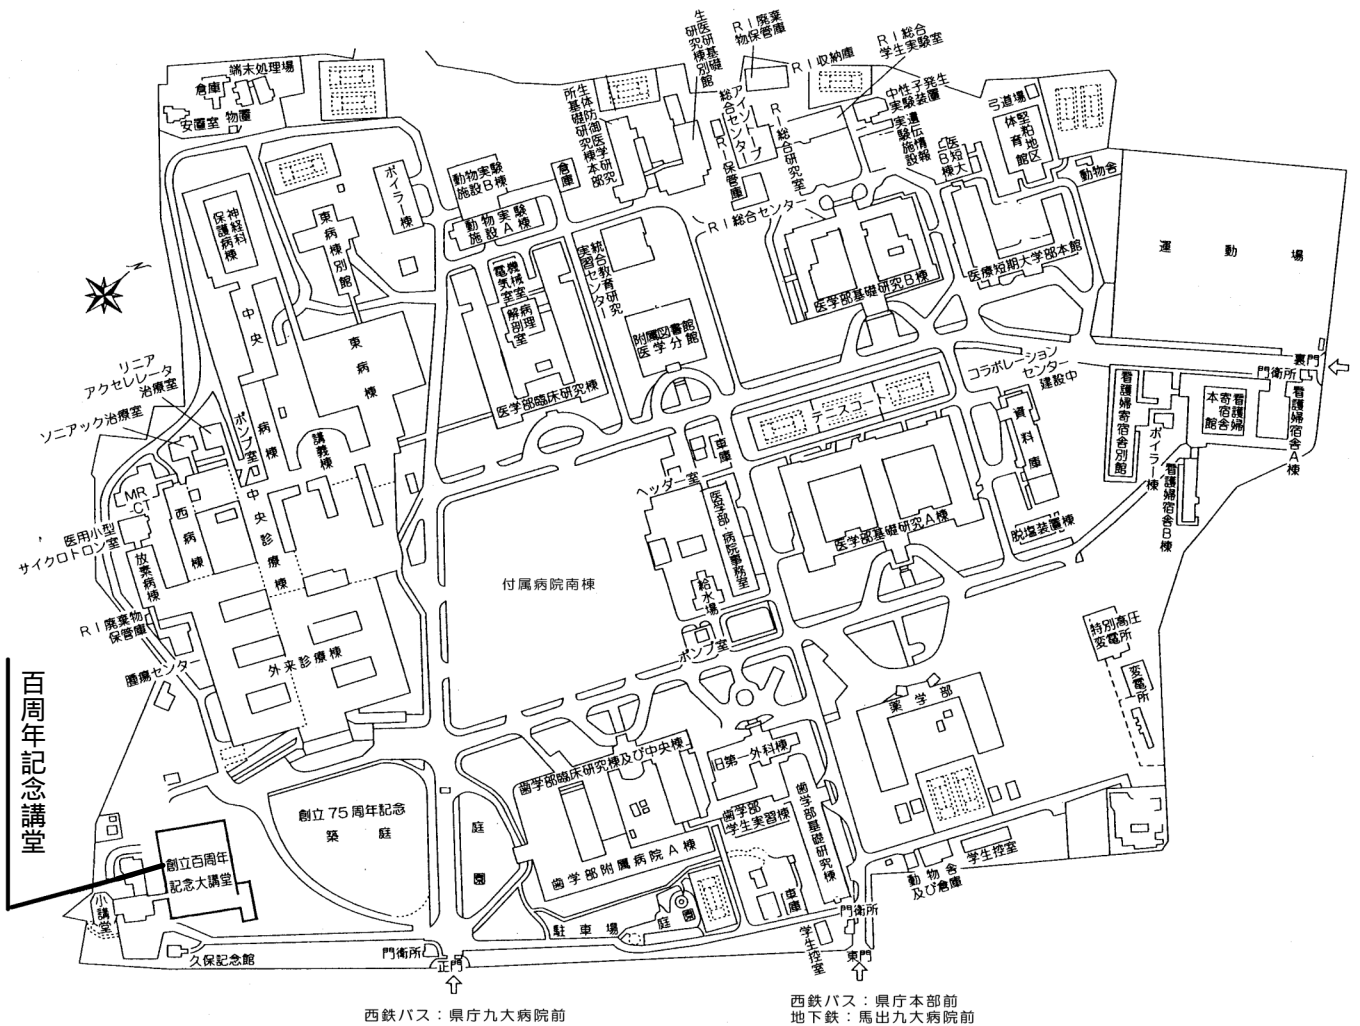 端末処理場
倉庫
安置室
物置
神経科
保護病棟
東病棟別館
ボイラー棟
動物実験
施設B棟
動物実験
施設A棟
倉庫
生体防御医学研究
所基礎研究棟本部
生医研基礎
研究棟別館
RI廃棄
物保管庫
アイソトープ
総合センター
RI保管庫
RI収納庫
RI総合
学生実験室
RI総合研究室
RI総合センター
中性子発生
実験装置
遺伝情報
実験施設
医短大
B棟
弓道場
堅粕地区
体育館
動物舎
運動場
医療短期大学部本館
医学部基礎研究B棟
統合教育研究
実習センター
機械室
電気室
病理
解剖室
医学部臨床研究棟
附属図書館
医学分館
中央病棟
東病棟
講義棟
リニア
アクセレレータ
治療室
ソニアック治療室
ポンプ室
MR
-CT
西病棟
中央診療棟
医用小型
サイクロトロン室
放素病棟
RI廃棄物
保管庫
腫瘍センター
外来診療棟
付属病院南棟
ヘッダー室
車庫
医学部・病院事務室
給水場
ポンプ室
テニスコート
医学部基礎研究A棟
コラボレーション
センター
建設中
資料庫
脱塩装置棟
看護婦寄宿舎別館
ボイラー棟
看護婦
寄宿舎
本館
看護婦宿舎A棟
看護婦宿舎B棟
門衛所
裏門
特別高圧
変電所
変電所
薬学部
歯学部臨床研究棟及び中央棟
旧第一外科棟
歯学部
学生実習棟
歯学部基礎研究棟
歯学部附属病院A棟
創立75周年記念
築庭
庭園
駐車場
庭園
車庫
門衛所
学生控室
東門
動物舎
及び倉庫
学生控室
百周年記念講堂
創立百周年
記念大講堂
小講堂
久保記念館
門衛所
正門
西鉄バス：県庁九大病院前
西鉄バス：県庁本部前
地下鉄：馬出九大病院前